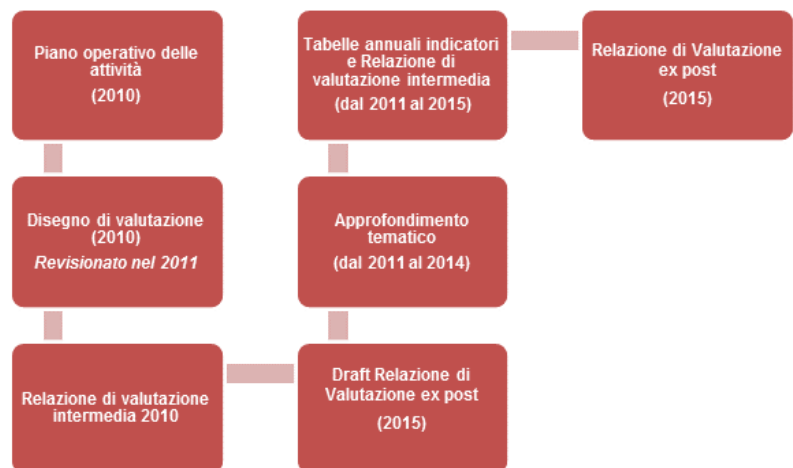 Piano operativo delle
attività
(2010)
Disegno di valutazione
(2010)
Revisionato nel 2011
Relazione di valutazione
intermedia 2010
Draft Relazione di
Valutazione ex post
(2015)
Approfondimento
tematico
(dal 2011 al 2014)
Tabelle annuali indicatori
e Relazione di
valutazione intermedia
(dal 2011 al 2015)
Relazione di Valutazione
ex post
(2015)